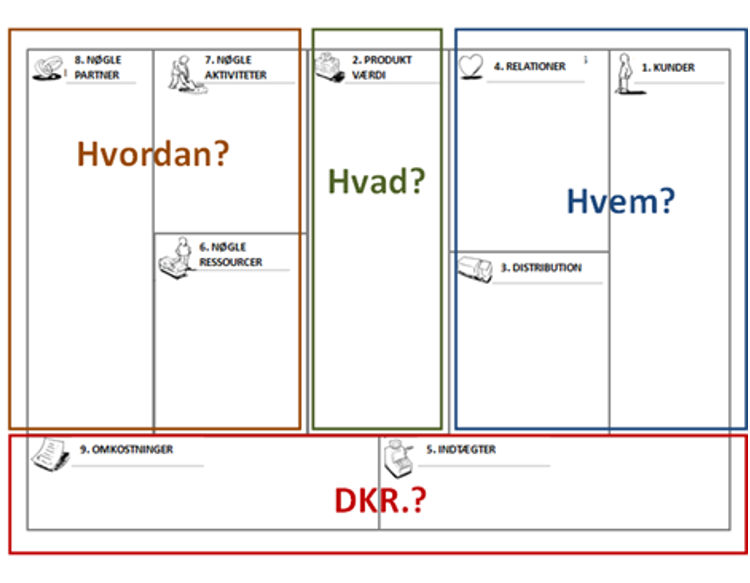 8. NØGLE
PARTNER
7. NØGLE
AKTIVITETER
Hvordan?
6. NØGLE
RESSOURCER
2. PRODUKT
VÆRDI
Hvad?
4. RELATIONER
1. KUNDER
Hvem?
3. DISTRIBUTION
9. OMKOSTNINGER
5. INDTÆGTER
DKR.?